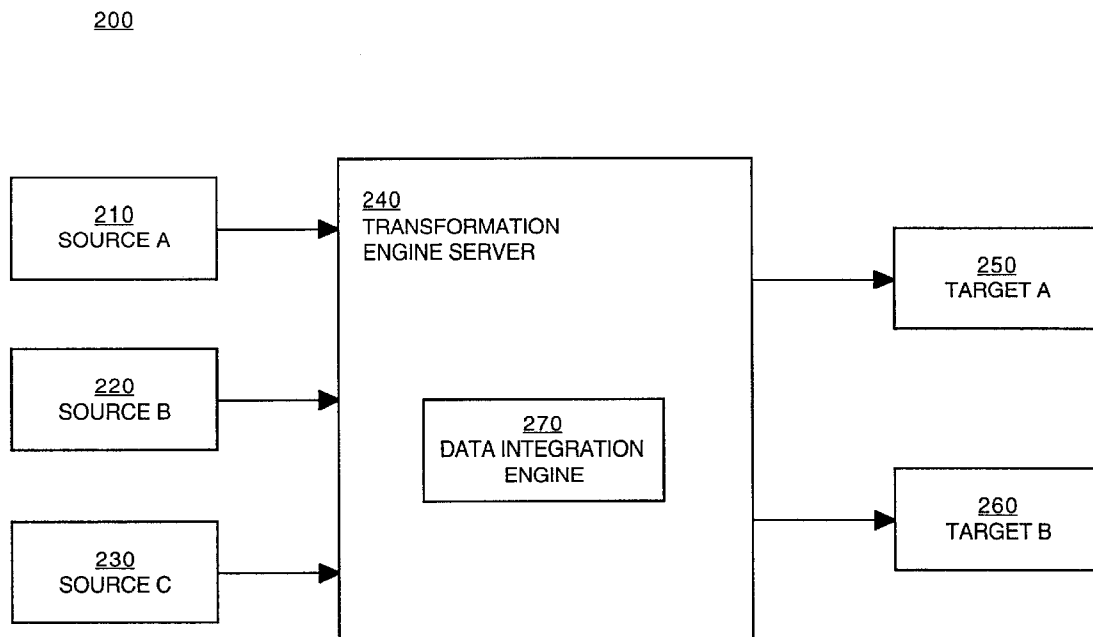 200
210
SOURCE A
220
SOURCE B
230
SOURCE C
240
TRANSFORMATION
ENGINE SERVER
270
DATA INTEGRATION
ENGINE
250
TARGET A
260
TARGET B